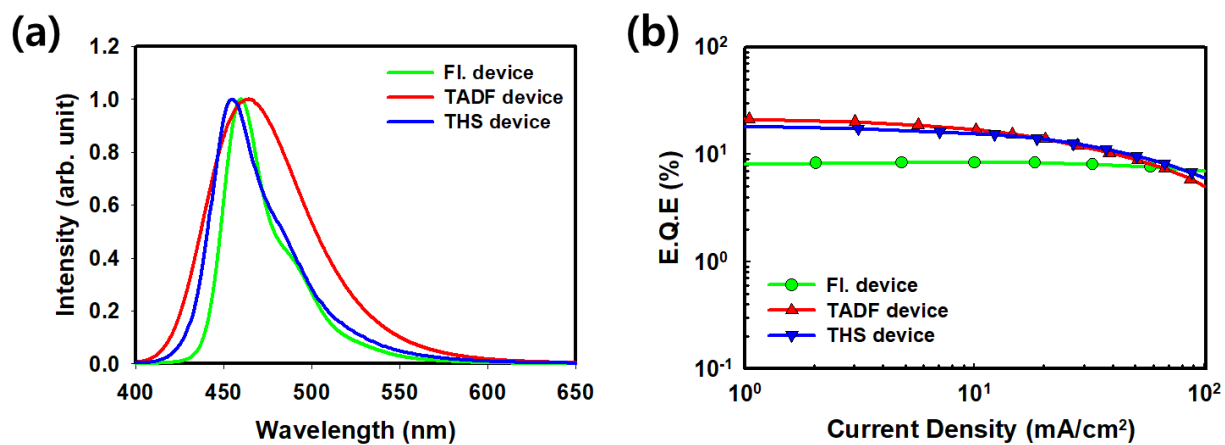 (a)
Intensity (arb. unit)
1.2
1.0
0.8
0.6
0.4
0.2
0.0
Fl. device
TADF device
THS device
400 450 500 550 600 650
Wavelength (nm)
(b)
E.Q.E (%)
10²
10¹
10⁰
10⁻¹
Fl. device
TADF device
THS device
10⁰ 10¹ 10²
Current Density (mA/cm²)